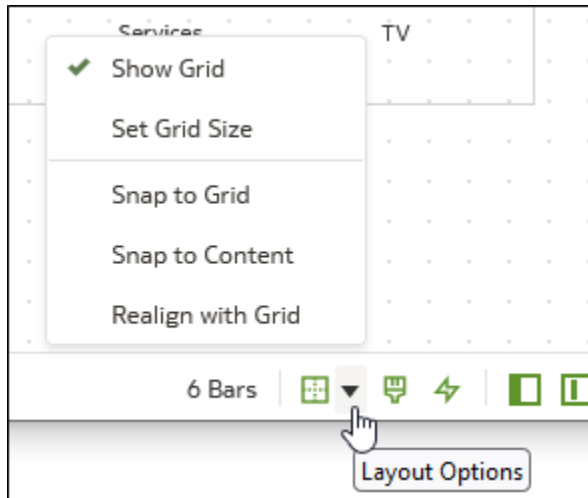 Services TV
Show Grid
Set Grid Size
Snap to Grid
Snap to Content
Realign with Grid
6 Bars
Layout Options